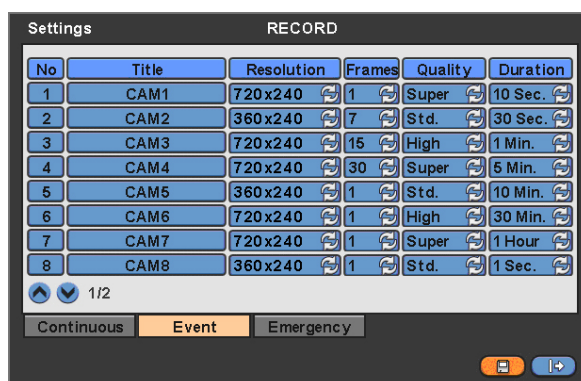 Settings RECORD
No Title Resolution Frames Quality Duration
1 CAM1 720x240 1 Super 10 Sec.
2 CAM2 360x240 7 Std. 30 Sec.
3 CAM3 720x240 15 High 1 Min.
4 CAM4 720x240 30 Super 5 Min.
5 CAM5 360x240 1 Std. 10 Min.
6 CAM6 720x240 1 High 30 Min.
7 CAM7 720x240 1 Super 1 Hour
8 CAM8 360x240 1 Std. 1 Sec.
1/2
Continuous Event Emergency